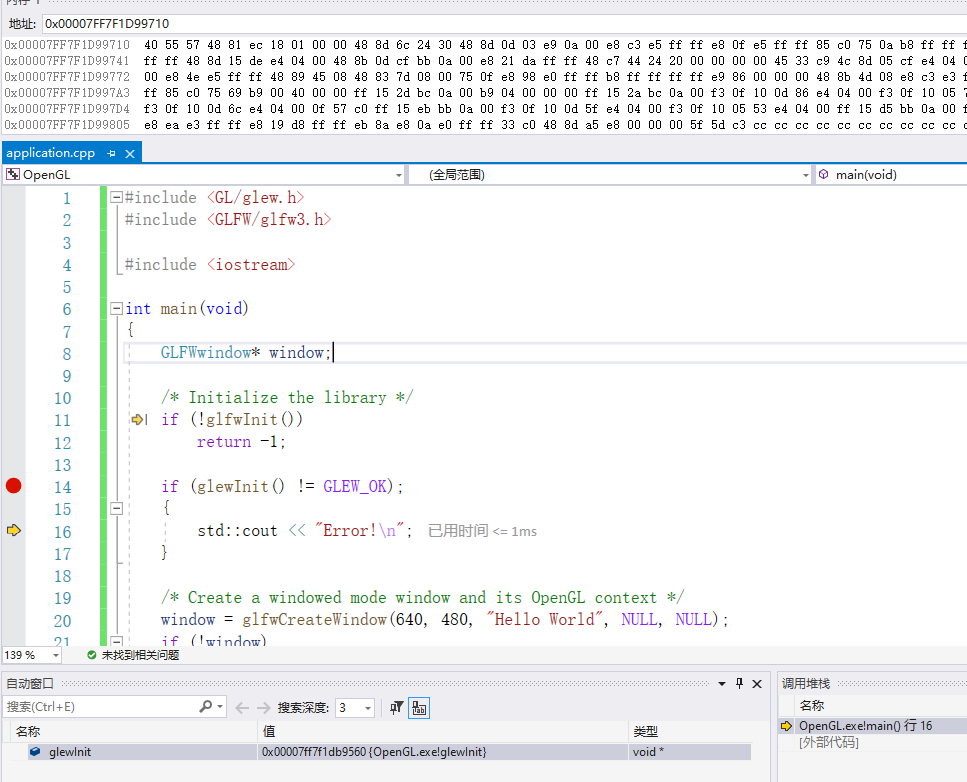 内存 1
地址: 0x00007FF7F1D99710
0x00007FF7F1D99710 40 55 57 48 81 ec 18 01 00 00 48 8d 6c 24 30 48 8d 0d 03 e9 0a 00 e8 c3 e5 ff ff e8 0f e5 ff ff 85 c0 75 0a b8 ff ff f
0x00007FF7F1D99741 ff ff 48 8d 15 de e4 04 00 48 8b 0d cf bb 0a 00 e8 21 da ff ff 48 c7 44 24 20 00 00 00 00 45 33 c9 4c 8d 05 cf e4 04 0
0x00007FF7F1D99772 00 e8 4e e5 ff ff 48 89 45 08 48 83 7d 08 00 75 0f e8 98 e0 ff ff b8 ff ff ff ff e9 86 00 00 00 48 8b 4d 08 e8 c3 e3 f
0x00007FF7F1D997A3 ff 85 c0 75 69 b9 00 40 00 00 ff 15 2d bc 0a 00 b9 04 00 00 00 ff 15 2a bc 0a 00 f3 0f 10 0d 86 e4 04 00 f3 0f 10 05 7
0x00007FF7F1D997D4 f3 0f 10 0d 6c e4 04 00 0f 57 c0 ff 15 eb bb 0a 00 f3 0f 10 0d 5f e4 04 00 f3 0f 10 05 53 e4 04 00 ff 15 d5 bb 0a 00 f
0x00007FF7F1D99805 e8 ea e3 ff ff e8 19 d8 ff ff eb 8a e8 0a e0 ff ff 33 c0 48 8d a5 e8 00 00 00 5f 5d c3 cc cc cc cc cc cc cc cc cc c
application.cpp
OpenGL (全局范围) main(void)
1 #include <GL/glew.h>
2 #include <GLFW/glfw3.h>
3
4 #include <iostream>
5
6 int main(void)
7 {
8 GLFWwindow* window;
9
10 /* Initialize the library */
11 if (!glfwInit())
12 return -1;
13
14 if (glewInit() != GLEW_OK);
15 {
16 std::cout << "Error!\n"; 已用时间 <= 1ms
17 }
18
19 /* Create a windowed mode window and its OpenGL context */
20 window = glfwCreateWindow(640, 480, "Hello World", NULL, NULL);
21 if (!window)
139 % 未找到相关问题
自动窗口
搜索(Ctrl+E) 搜索深度: 3
名称 值 类型
glewInit 0x00007ff7f1db9560 {OpenGL.exe!glewInit} void *
调用堆栈
名称
OpenGL.exe!main() 行 16
[外部代码]